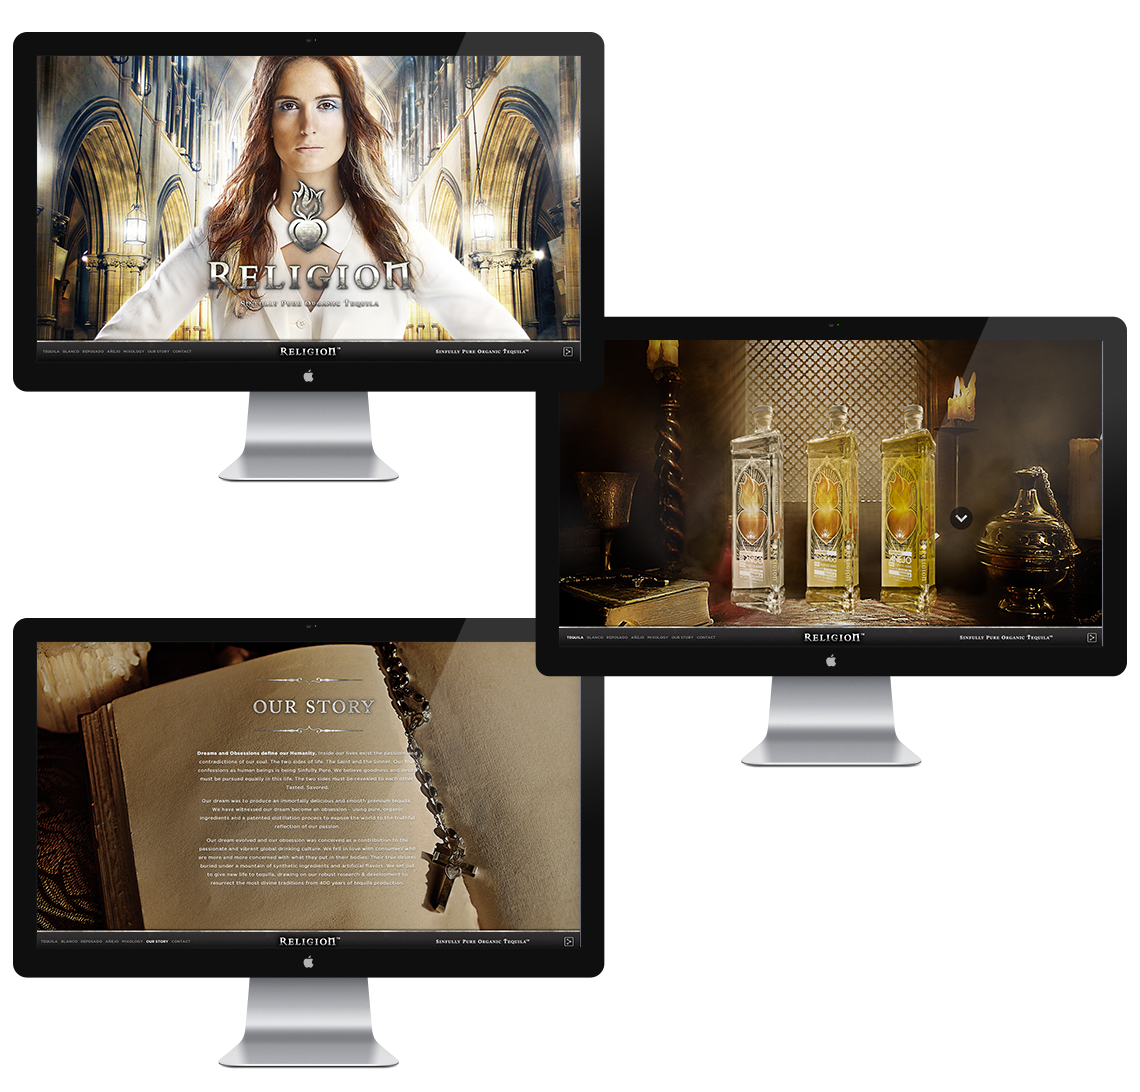 RELIGION
SINFULLY PURE ORGANIC TEQUILA
TEQUILA BLANCO REPOSADO AÑEJO MIXOLOGY OUR STORY CONTACT
RELIGION™
SINFULLY PURE ORGANIC TEQUILA™
AÑEJO
TEQUILA BLANCO REPOSADO AÑEJO MIXOLOGY OUR STORY CONTACT
RELIGION™
SINFULLY PURE ORGANIC TEQUILA™
OUR STORY
Dreams and Obsessions define our Humanity. Inside our lives exist the passion and
contradictions of our soul. The two sides of life. The Saint and the Sinner. Our
confessions as human beings is being Sinfully Pure. We believe goodness and
must be pursued equally in this life. The two sides must be revealed to each other.
Tasted. Savored.
Our dream was to produce an immortally delicious and smooth premium tequila.
We have witnessed our dream become an obsession – using pure, organic
ingredients and a patented distillation process to expose the world to the truthful
reflection of our passion.
Our dream evolved and our obsession was conceived as a contribution to the
passionate and vibrant global drinking culture. We fell in love with consumers who
are more and more concerned with what they put in their bodies. Their true desires
buried under a mountain of synthetic ingredients and artificial flavors. We set out
to give new life to tequila, drawing on our robust research & development to
resurrect the most divine traditions from 400 years of tequila production.
TEQUILA BLANCO REPOSADO AÑEJO MIXOLOGY OUR STORY CONTACT
RELIGION™
SINFULLY PURE ORGANIC TEQUILA™